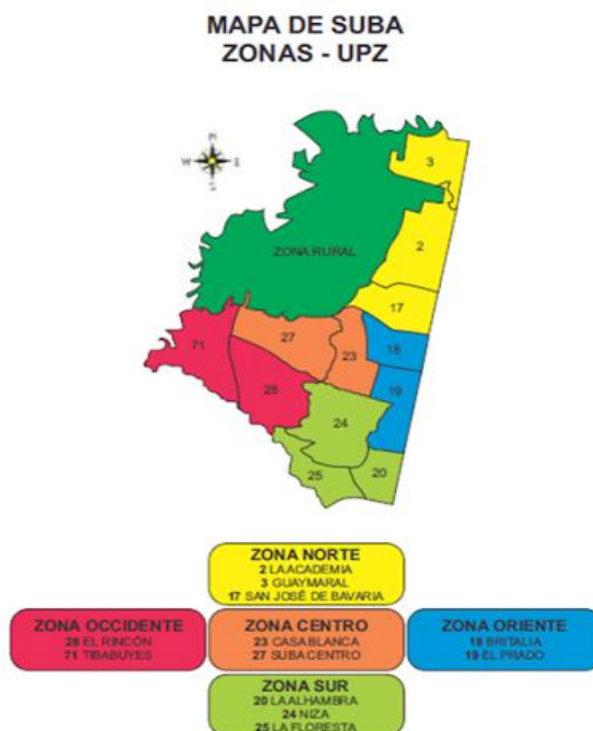 MAPA DE SUBA
ZONAS - UPZ
N
W E
S
3
2
ZONA RURAL
17
27
18
71
23
28
19
24
25
20
ZONA NORTE
2 LA ACADEMIA
3 GUAYMARAL
17 SAN JOSÉ DE BAVARIA
ZONA OCCIDENTE
28 EL RINCÓN
71 TIBABUYES
ZONA CENTRO
23 CASABLANCA
27 SUBA CENTRO
ZONA ORIENTE
18 BRITALIA
19 EL PRADO
ZONA SUR
20 LA ALHAMBRA
24 NIZA
25 LA FLORESTA